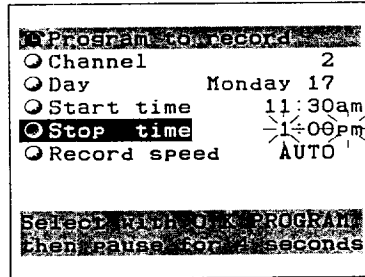 Program to record
Channel 2
Day Monday 17
Start time 11:30am
Stop time 1:00pm
Record speed AUTO
Select with O.K PROGRAM,
then pause for 4 seconds